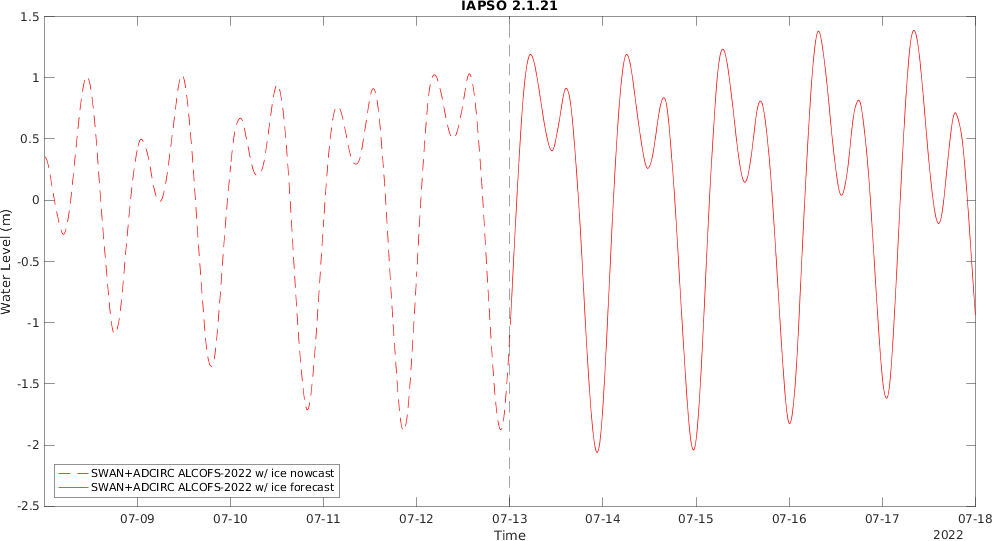 IAPSO 2.1.21
1.5
1
0.5
0
-0.5
-1
-1.5
-2
-2.5
Water Level (m)
SWAN+ADCIRC ALCOFS-2022 w/ ice nowcast
SWAN+ADCIRC ALCOFS-2022 w/ ice forecast
07-09 07-10 07-11 07-12 07-13 07-14 07-15 07-16 07-17 07-18
Time
2022